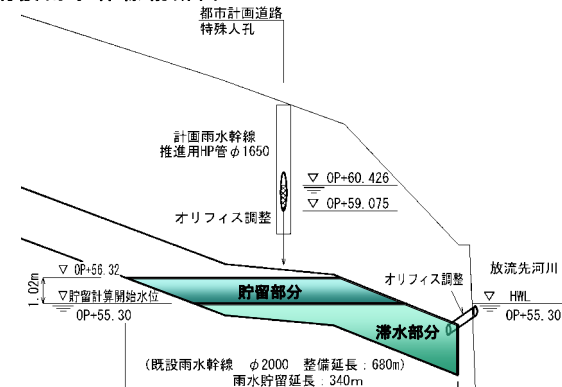 都市計画道路
特殊人孔
計画雨水幹線
推進用HP管φ1650
▽ OP+60.426
▽ OP+59.075
オリフィス調整
▽ OP+56.32
1.02m
貯留部分
オリフィス調整
放流先河川
▽貯留計算開始水位
OP+55.30
▽ HWL
OP+55.30
滞水部分
(既設雨水幹線 φ2000 整備延長:680m)
雨水貯留延長:340m